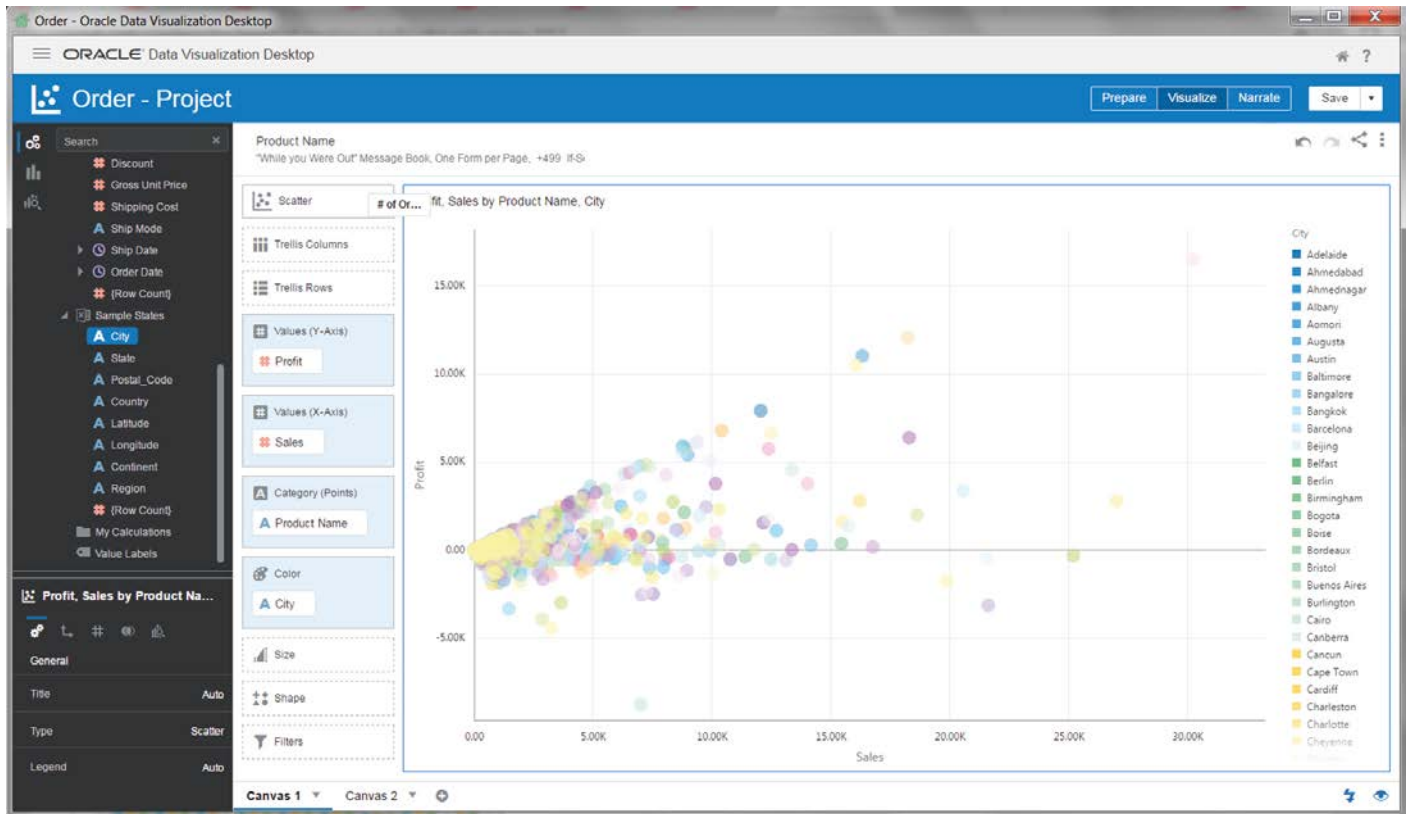 Order - Oracle Data Visualization Desktop
ORACLE Data Visualization Desktop
?
Order - Project
Prepare
Visualize
Narrate
Save
Search
Discount
Gross Unit Price
Shipping Cost
Ship Mode
Ship Date
Order Date
{Row Count}
Sample States
City
State
Postal_Code
Country
Latitude
Longitude
Continent
Region
{Row Count}
My Calculations
Value Labels
Profit, Sales by Product Na...
General
Title Auto
Type Scatter
Legend Auto
Product Name
"While you Were Out" Message Book, One Form per Page, +499 If-S
Scatter
# of Or...
Trellis Columns
Trellis Rows
Values (Y-Axis)
Profit
Values (X-Axis)
Sales
Category (Points)
Product Name
Color
City
Size
Shape
Filters
fit, Sales by Product Name, City
Profit
15.00K
10.00K
5.00K
0.00
-5.00K
0.00 5.00K 10.00K 15.00K 20.00K 25.00K 30.00K
Sales
City
Adelaide
Ahmedabad
Ahmednagar
Albany
Aomori
Augusta
Austin
Baltimore
Bangalore
Bangkok
Barcelona
Beijing
Belfast
Berlin
Birmingham
Bogota
Boise
Bordeaux
Bristol
Buenos Aires
Burlington
Cairo
Canberra
Cancun
Cape Town
Cardiff
Charleston
Charlotte
Cheyenne
Canvas 1
Canvas 2